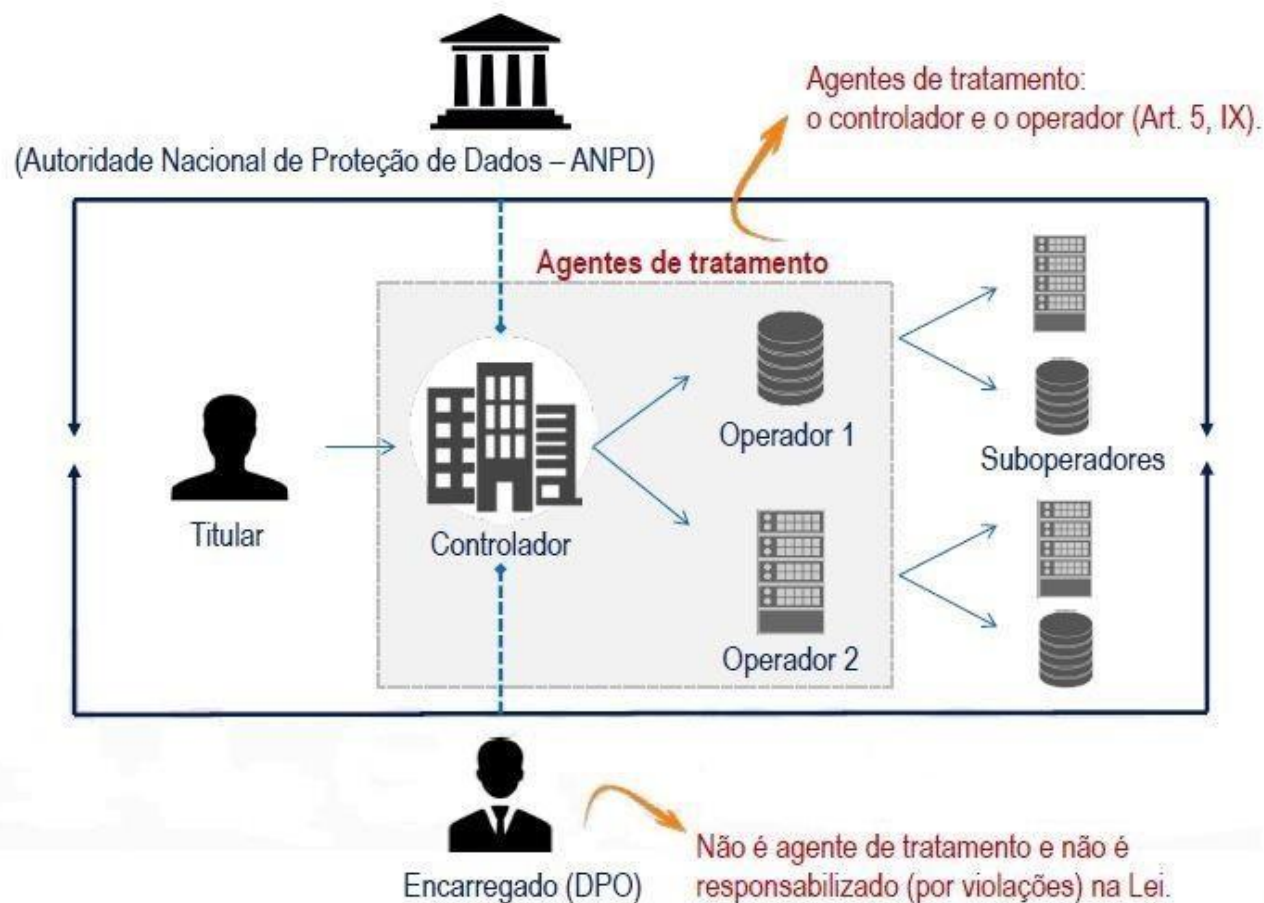 Agentes de tratamento:
o controlador e o operador (Art. 5, IX).
(Autoridade Nacional de Proteção de Dados – ANPD)
Agentes de tratamento
Operador 1
Suboperadores
Titular
Controlador
Operador 2
Não é agente de tratamento e não é
responsabilizado (por violações) na Lei.
Encarregado (DPO)